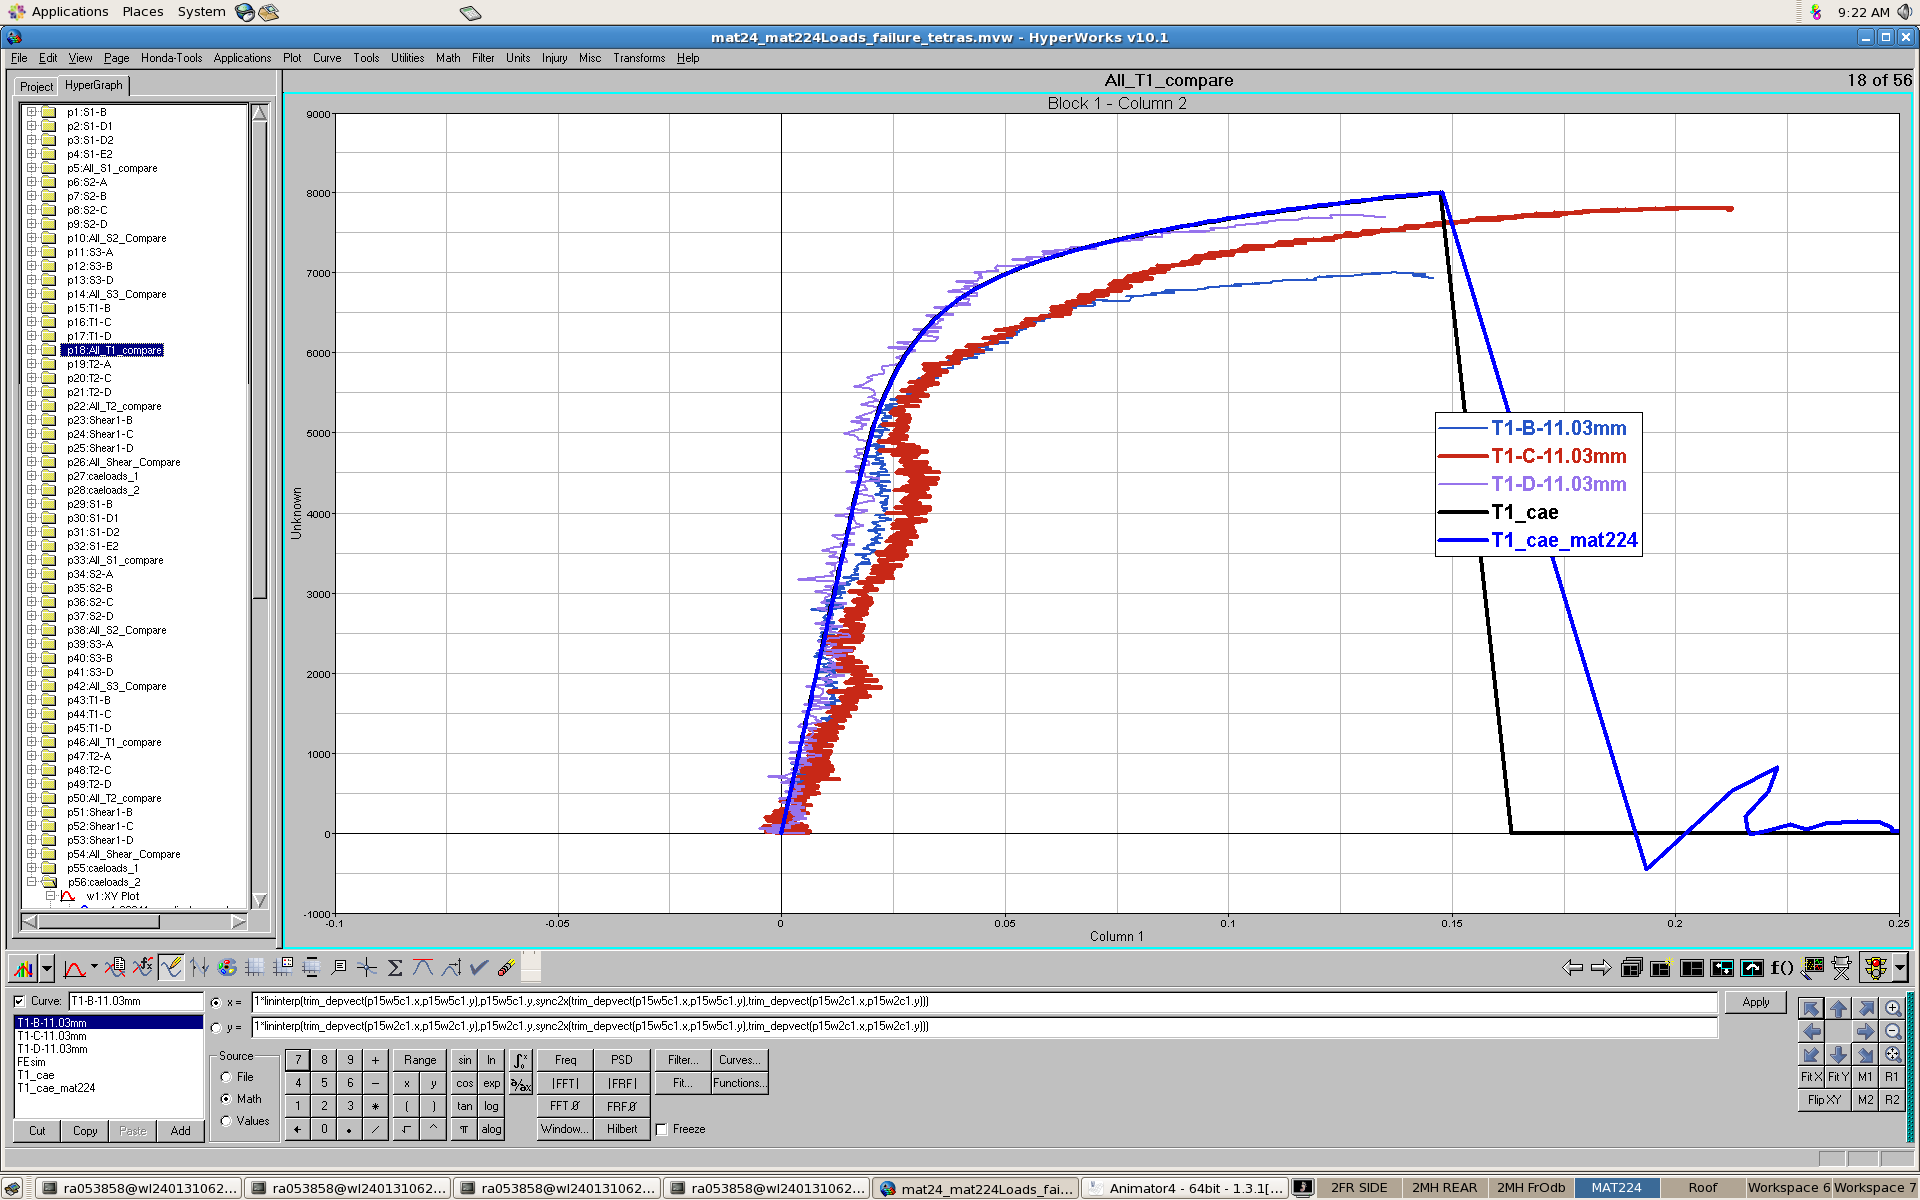 Applications Places System 9:22 AM
mat24_mat224Loads_failure_tetras.mvw - HyperWorks v10.1
File Edit View Page Honda-Tools Applications Plot Curve Tools Utilities Math Filter Units Injury Misc Transforms Help
Project HyperGraph
All_T1_compare
18 of 56
p1:S1-B
p2:S1-D1
p3:S1-D2
p4:S1-E2
p5:All_S1_compare
p6:S2-A
p7:S2-B
p8:S2-C
p9:S2-D
p10:All_S2_Compare
p11:S3-A
p12:S3-B
p13:S3-D
p14:All_S3_Compare
p15:T1-B
p16:T1-C
p17:T1-D
p18:All_T1_compare
p19:T2-A
p20:T2-C
p21:T2-D
p22:All_T2_compare
p23:Shear1-B
p24:Shear1-C
p25:Shear1-D
p26:All_Shear_Compare
p27:caeloads_1
p28:caeloads_2
p29:S1-B
p30:S1-D1
p31:S1-D2
p32:S1-E2
p33:All_S1_compare
p34:S2-A
p35:S2-B
p36:S2-C
p37:S2-D
p38:All_S2_Compare
p39:S3-A
p40:S3-B
p41:S3-D
p42:All_S3_Compare
p43:T1-B
p44:T1-C
p45:T1-D
p46:All_T1_compare
p47:T2-A
p48:T2-C
p49:T2-D
p50:All_T2_compare
p51:Shear1-B
p52:Shear1-C
p53:Shear1-D
p54:All_Shear_Compare
p55:caeloads_1
p56:caeloads_2
w1:XY Plot
Block 1 - Column 2
9000
8000
7000
6000
5000
4000
3000
2000
1000
0
-1000
Unknown
-0.1 -0.05 0 0.05 0.1 0.15 0.2 0.25
Column 1
T1-B-11.03mm
T1-C-11.03mm
T1-D-11.03mm
T1_cae
T1_cae_mat224
f()
Curve: T1-B-11.03mm
T1-B-11.03mm
T1-C-11.03mm
T1-D-11.03mm
FEsim
T1_cae
T1_cae_mat224
Cut Copy Paste Add
x = 1*lininterp(trim_depvect(p15w5c1.x,p15w5c1.y),p15w5c1.y,sync2x(trim_depvect(p15w5c1.x,p15w5c1.y),trim_depvect(p15w2c1.x,p15w2c1.y)))
y = 1*lininterp(trim_depvect(p15w2c1.x,p15w2c1.y),p15w2c1.y,sync2x(trim_depvect(p15w5c1.x,p15w5c1.y),trim_depvect(p15w2c1.x,p15w2c1.y)))
Apply
Source
File
Math
Values
7 8 9 + Range sin ln Freq PSD Filter... Curves...
4 5 6 – x y cos exp |FFT| |FRF| Fit... Functions...
1 2 3 * ( ) tan log FFT Ø FRF Ø
0 . / √ ^ π alog Window... Hilbert Freeze
Fit X Fit Y M1 R1
Flip XY M2 R2
ra053858@wl240131062...
ra053858@wl240131062...
ra053858@wl240131062...
ra053858@wl240131062...
mat24_mat224Loads_fai...
Animator4 - 64bit - 1.3.1[...
2FR SIDE 2MH REAR 2MH FrOdb MAT224 Roof Workspace 6 Workspace 7